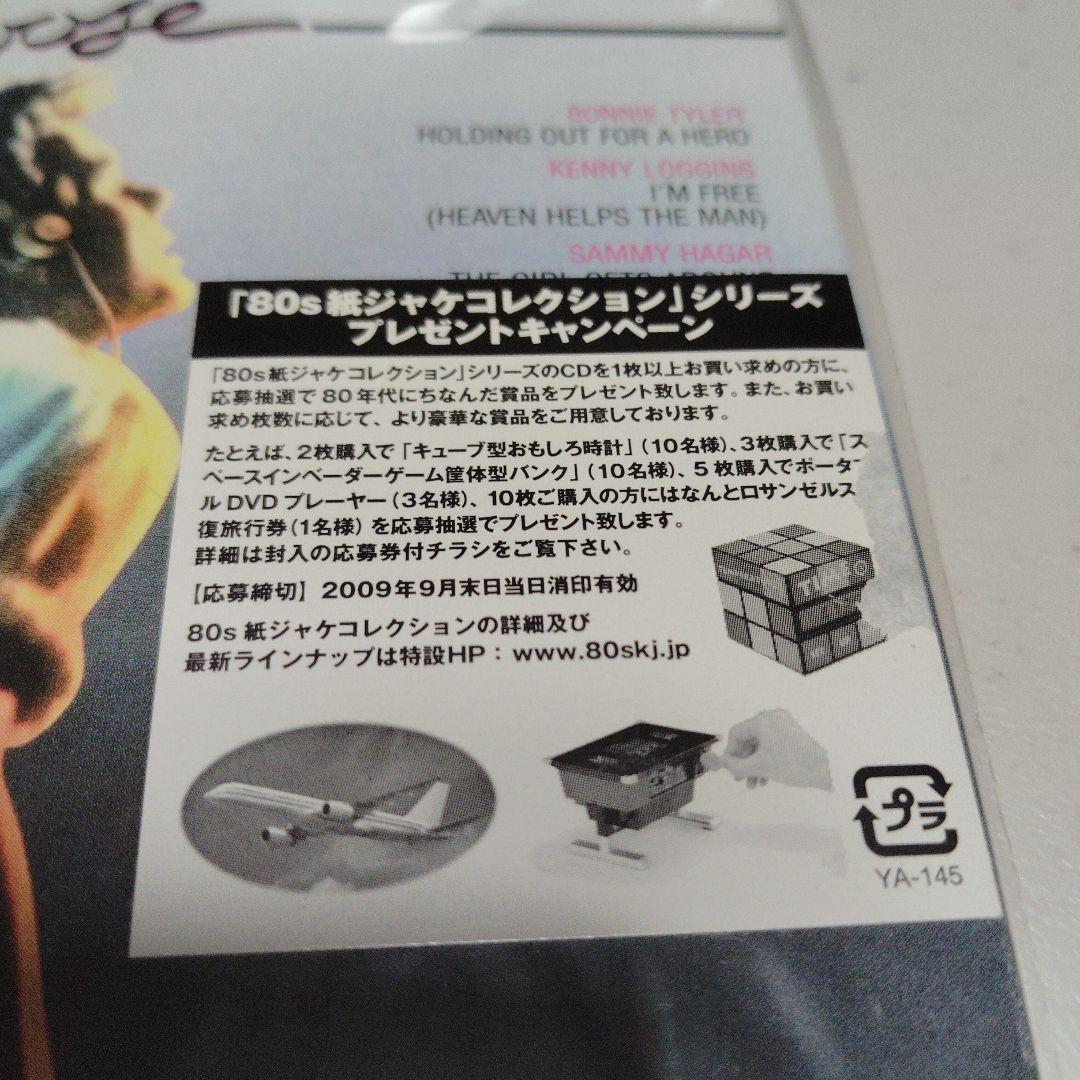 BONNIE TYLER
HOLDING OUT FOR A HERO
KENNY LOGGINS
I'M FREE
(HEAVEN HELPS THE MAN)
SAMMY HAGAR
THE GIRL GETS AROUND
「80s紙ジャケコレクション」シリーズ
プレゼントキャンペーン
「80s紙ジャケコレクション」シリーズのCDを1枚以上お買い求めの方に、
応募抽選で80年代にちなんだ賞品をプレゼント致します。また、お買い
求め枚数に応じて、より豪華な賞品をご用意しております。
たとえば、2枚購入で「キューブ型おもしろ時計」(10名様)、3枚購入で「ス
ペースインベーダーゲーム筐体型バンク」(10名様)、5枚購入でポータ
ルDVDプレーヤー(3名様)、10枚ご購入の方にはなんとロサンゼルス
復旅行券(1名様)を応募抽選でプレゼント致します。
詳細は封入の応募券付チラシをご覧下さい。
【応募締切】2009年9月末日当日消印有効
80s紙ジャケコレクションの詳細及び
最新ラインナップは特設HP：www.80skj.jp
プラ
YA-145